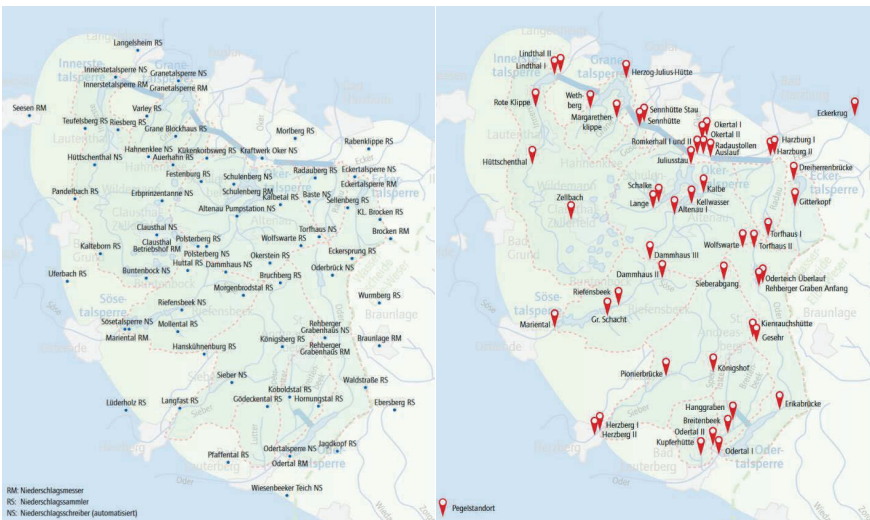 Langelsheim RS
Innerstetalsperre NS
Granetalsperre NS
Innerstetalsperre RM
Granetalsperre RM
Seesen RM
Varley RS
Teufelsberg RS
Riesberg RS
Grane Blockhaus RS
Morlberg RS
Rabenklippe RS
Hahnenklee NS
Kükenkorbsweg RS
Hüttschenthal NS
Auerhahn RS
Kraftwerk Oker NS
Festenburg RS
Radauberg RS
Eckertalsperre NS
Schulenberg NS
Eckertalsperre RM
Pandelbach RS
Erbprinzentanne NS
Schulenberg RM
Kalbetal RS
Baste NS
Sellenberg RS
Altenau Pumpstation NS
KL. Brocken RS
Clausthal NS
Torfhaus NS
Brocken RM
Clausthal
Betriebshof RM
Polsterberg RS
Wolfswarte RS
Kalteborn RS
Polsterberg NS
Okerstein RS
Eckersprung RS
Huttal RS
Uferbach RS
Buntenbock NS
Dammhaus NS
Bruchberg RS
Oderbrück NS
Morgenbrodstal RS
Riefensbeek NS
Wurmberg RS
Sösetalsperre NS
Mollental RS
Rehberger
Grabenhaus NS
Mariental RM
Hanskühnenburg RS
Königsberg RS
Rehberger
Grabenhaus RM
Braunlage RM
Sieber NS
Koboldstal RS
Waldstraße RS
Lüderholz RS
Langfast RS
Gödeckental RS
Hornungstal RS
Ebersberg RS
Pfaffental RS
Odertalsperre NS
Jagdkopf RS
Odertal RM
Wiesenbeeker Teich NS
RM: Niederschlagsmesser
RS: Niederschlagssammler
NS: Niederschlagsschreiber (automatisiert)
Lindthal II
Lindthal I
Herzog-Julius-Hütte
Rote Klippe
Weth-
berg
Margarethen-
klippe
Sennhütte Stau
Sennhütte
Eckerkrug
Okertal I
Okertal II
Romkerhall I und II
Radaustollen
Auslauf
Harzburg I
Harzburg II
Hüttschenthal
Juliusstau
Dreiherrenbrücke
Schalke
Kalbe
Lange
Kellwasser
Gitterkopf
Zellbach
Altenau I
Torfhaus I
Wolfswarte
Torfhaus II
Dammhaus III
Dammhaus II
Sieberabgang
Oderteich Überlauf
Rehberger Graben Anfang
Riefensbeek
Mariental
Gr. Schacht
Kienrauschshütte
Gesehr
Pionierbrücke
Königshof
Hanggraben
Erikabrücke
Breitenbeek
Herzberg I
Herzberg II
Odertal II
Kupferhütte
Odertal I
Pegelstandort